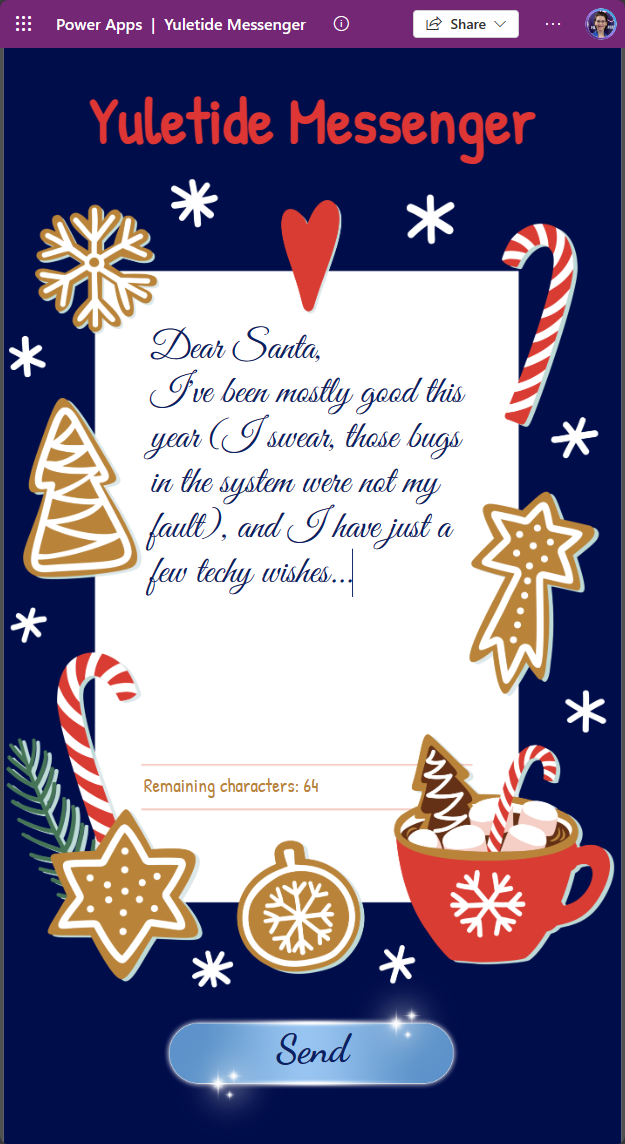 Power Apps | Yuletide Messenger
Share
Yuletide Messenger
Dear Santa,
I've been mostly good this
year (I swear, those bugs
in the system were not my
fault), and I have just a
few techy wishes...
Remaining characters: 64
Send